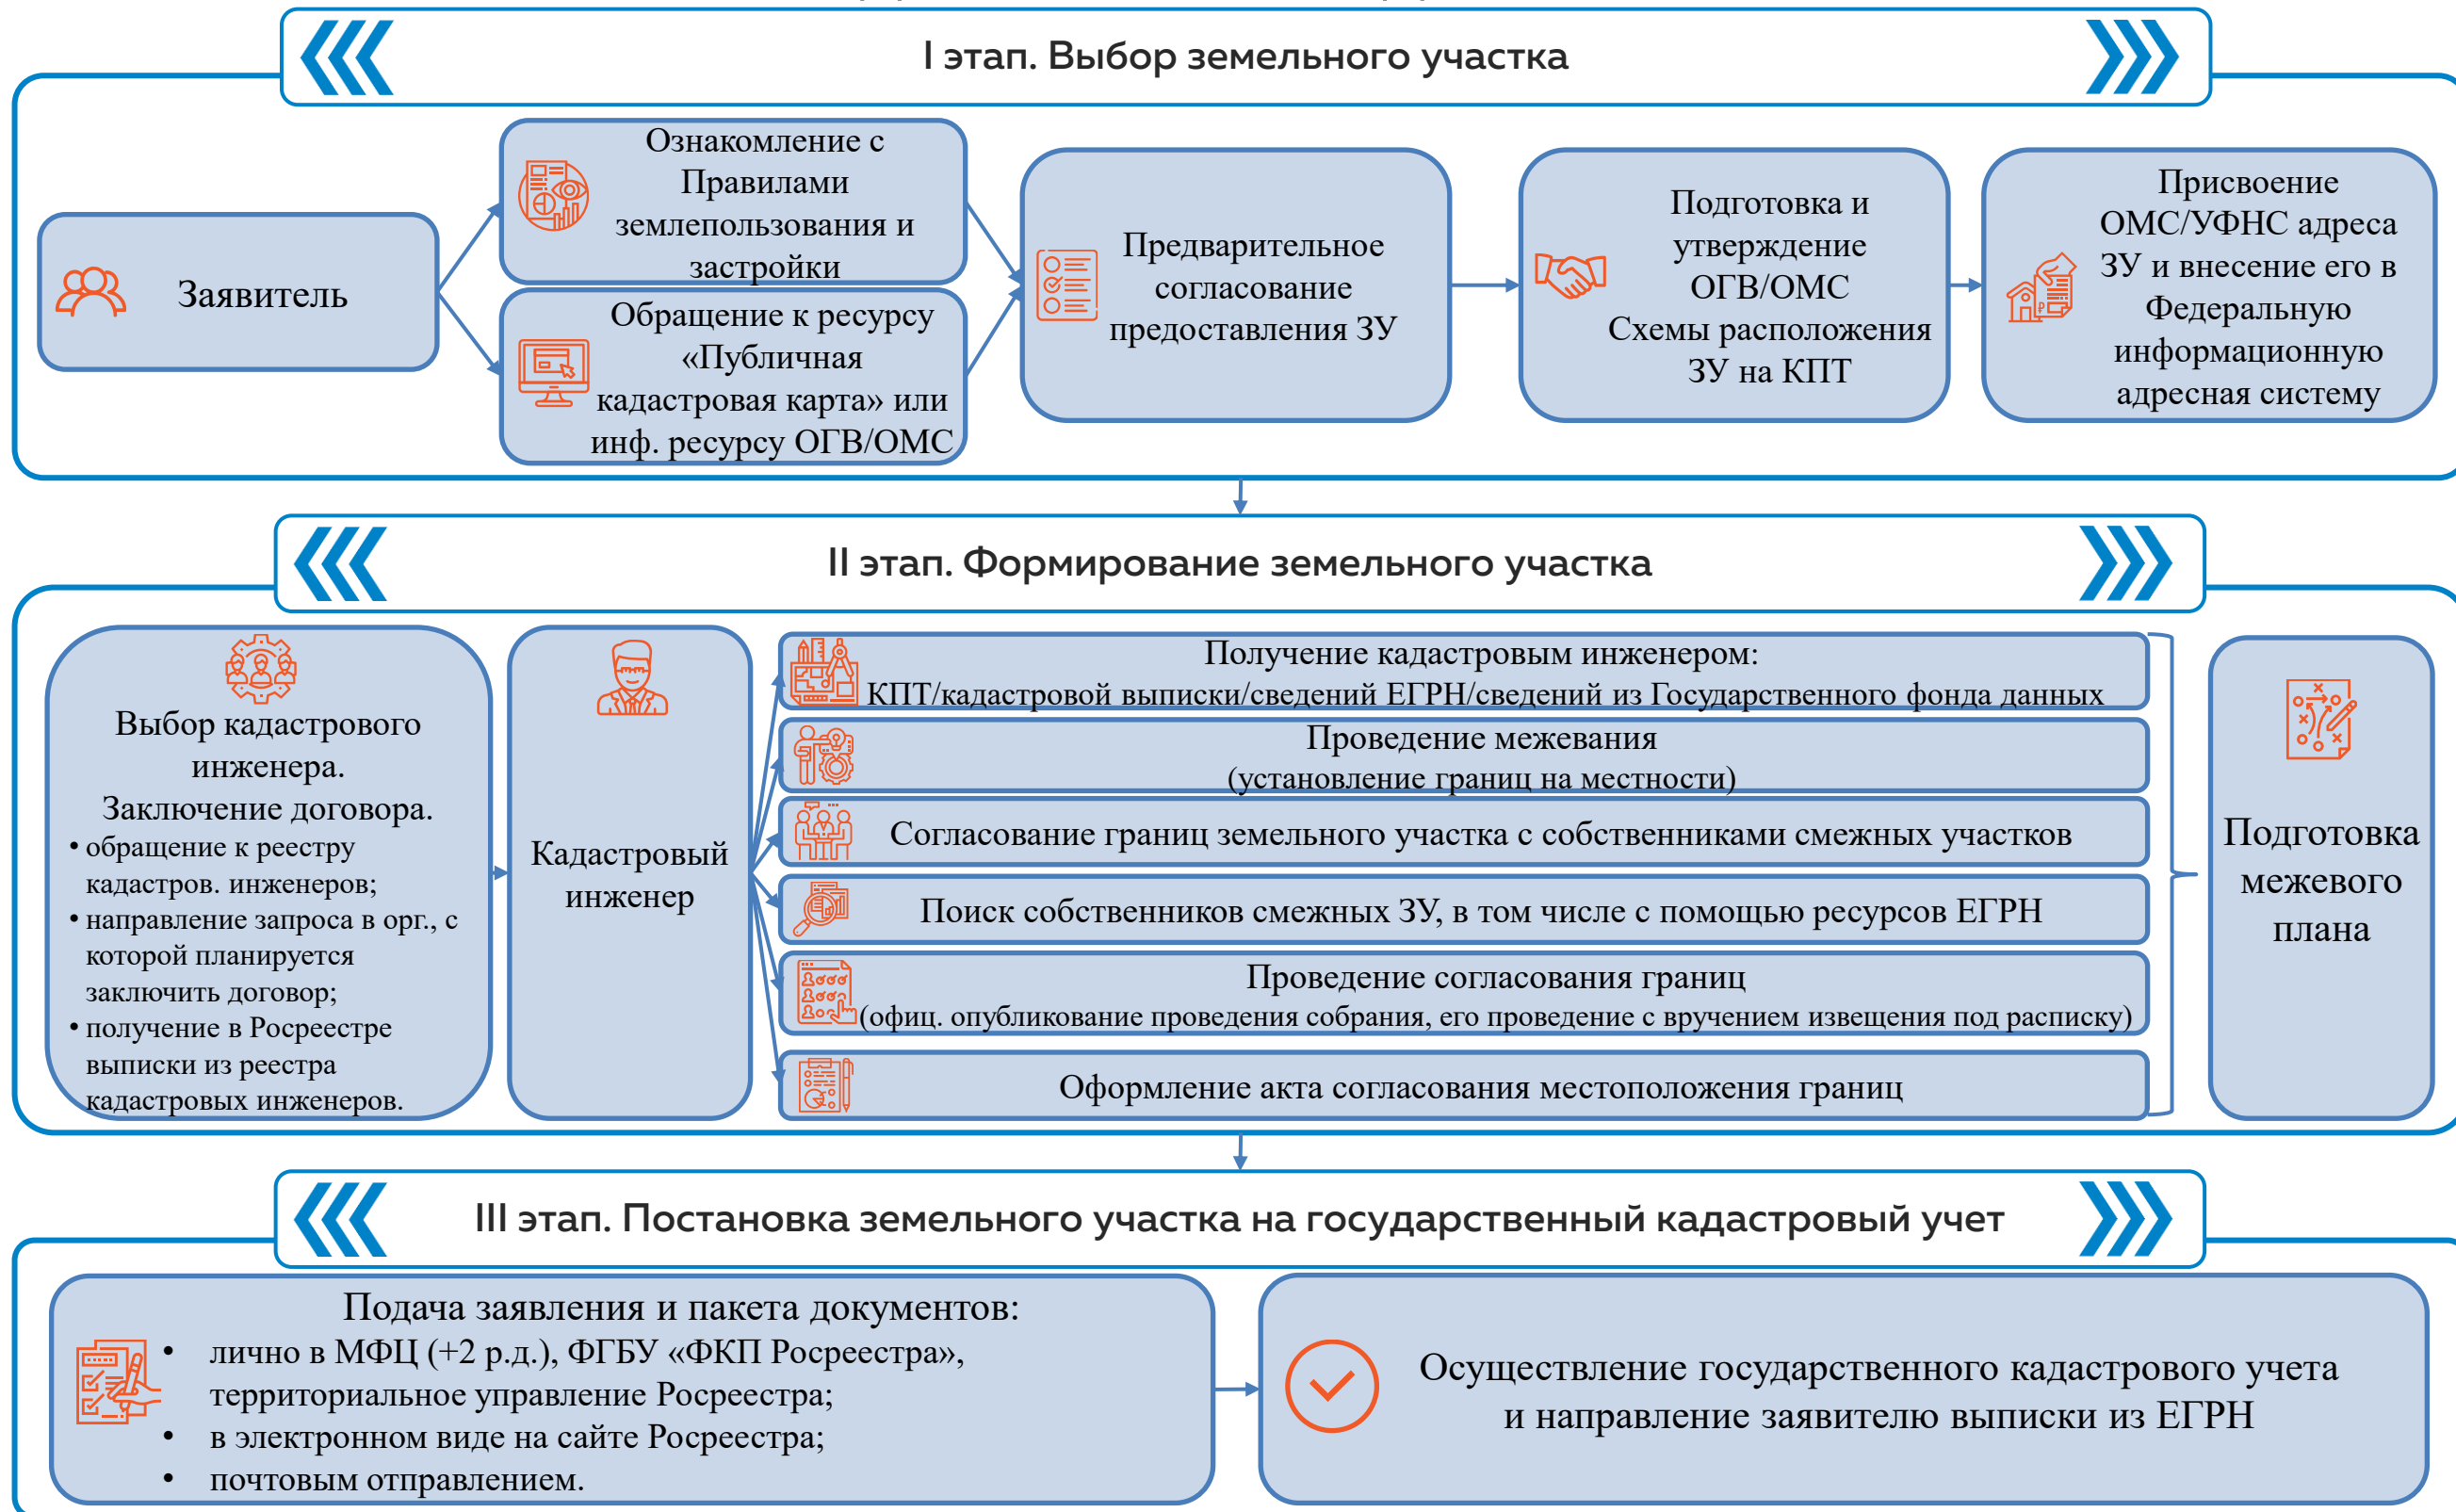 I этап. Выбор земельного участка
Заявитель
Ознакомление с
Правилами
землепользования и
застройки
Обращение к ресурсу
«Публичная
кадастровая карта» или
инф. ресурсу ОГВ/ОМС
Предварительное
согласование
предоставления ЗУ
Подготовка и
утверждение
ОГВ/ОМС
Схемы расположения
ЗУ на КПТ
Присвоение
ОМС/УФНС адреса
ЗУ и внесение его в
Федеральную
информационную
адресная систему
II этап. Формирование земельного участка
Выбор кадастрового
инженера.
Заключение договора.
• обращение к реестру
кадастров. инженеров;
• направление запроса в орг., с
которой планируется
заключить договор;
• получение в Росреестре
выписки из реестра
кадастровых инженеров.
Кадастровый
инженер
Получение кадастровым инженером:
КПТ/кадастровой выписки/сведений ЕГРН/сведений из Государственного фонда данных
Проведение межевания
(установление границ на местности)
Согласование границ земельного участка с собственниками смежных участков
Поиск собственников смежных ЗУ, в том числе с помощью ресурсов ЕГРН
Проведение согласования границ
(офиц. опубликование проведения собрания, его проведение с вручением извещения под расписку)
Оформление акта согласования местоположения границ
Подготовка
межевого
плана
III этап. Постановка земельного участка на государственный кадастровый учет
Подача заявления и пакета документов:
• лично в МФЦ (+2 р.д.), ФГБУ «ФКП Росреестра»,
территориальное управление Росреестра;
• в электронном виде на сайте Росреестра;
• почтовым отправлением.
Осуществление государственного кадастрового учета
и направление заявителю выписки из ЕГРН